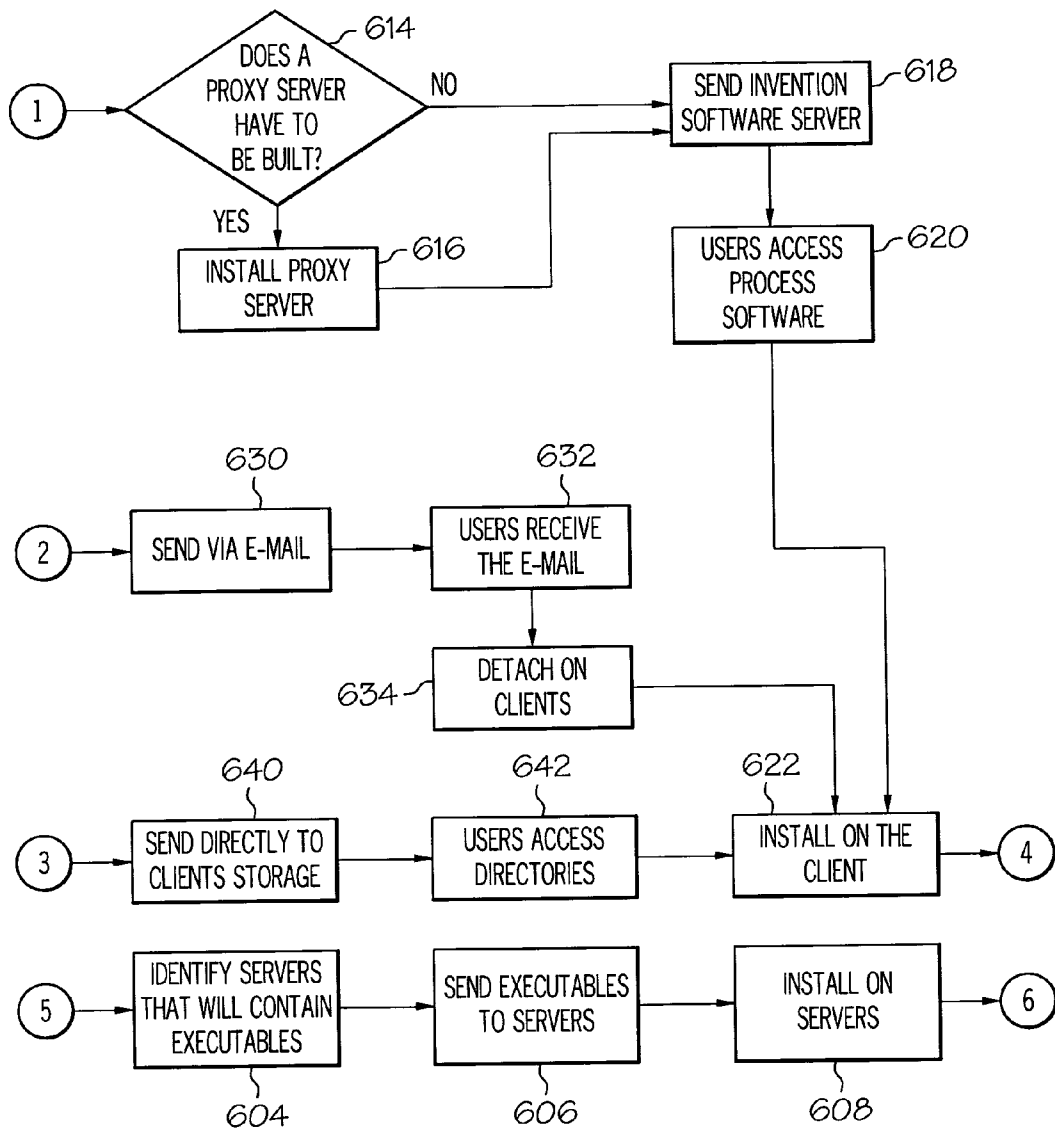 614
DOES A
PROXY SERVER
HAVE TO
BE BUILT?
NO
1
SEND INVENTION
SOFTWARE SERVER
618
YES
INSTALL PROXY
SERVER
616
USERS ACCESS
PROCESS
SOFTWARE
620
630
632
2
SEND VIA E-MAIL
USERS RECEIVE
THE E-MAIL
634
DETACH ON
CLIENTS
640
642
622
3
SEND DIRECTLY TO
CLIENTS STORAGE
USERS ACCESS
DIRECTORIES
INSTALL ON THE
CLIENT
4
5
IDENTIFY SERVERS
THAT WILL CONTAIN
EXECUTABLES
SEND EXECUTABLES
TO SERVERS
INSTALL ON
SERVERS
6
604
606
608